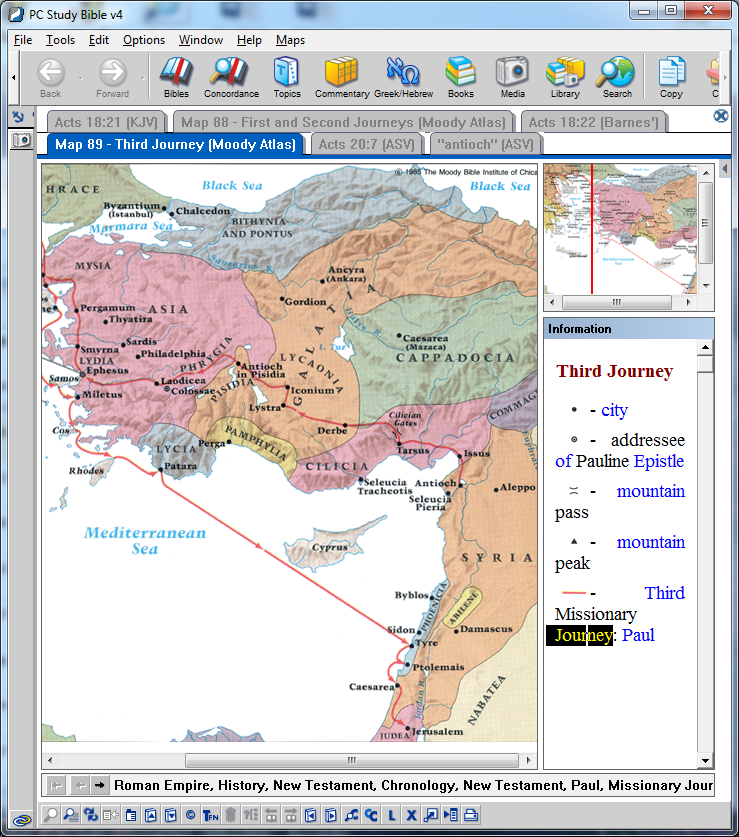 PC Study Bible v4
File Tools Edit Options Window Help Maps
Back Forward Bibles Concordance Topics Commentary Greek/Hebrew Books Media Library Search Copy
Acts 18:21 (KJV) Map 88 - First and Second Journeys (Moody Atlas) Acts 18:22 (Barnes')
Map 89 - Third Journey (Moody Atlas) Acts 20:7 (ASV) "antioch" (ASV)
© 1985 The Moody Bible Institute of Chica
HRACE
Black Sea
Black Sea
Byzantium
(Istanbul)
Chalcedon
Marmara Sea
BITHYNIA
AND PONTUS
MYSIA
Sangarius R.
Ancyra
(Ankara)
Gordion
Pergamum
ASIA
Thyatira
GALATIA
Halys R.
Caesarea
(Mazaca)
CAPPADOCIA
Smyrna
Sardis
LYDIA
Philadelphia
PHRYGIA
L. Tuz
Ephesus
Samos
Antioch
in Pisidia
LYCAONIA
Laodicea
Colossae
PISIDIA
Iconium
Miletus
Lystra
Cilician
Gates
COMMAG
Cos
Derbe
LYCIA
Perga
PAMPHYLIA
Tarsus
Issus
Rhodes
Patara
CILICIA
Seleucia
Tracheotis
Antioch
Seleucia
Pieria
Aleppo
Mediterranean
Sea
Cyprus
SYRIA
Byblos
PHOENICIA
ABILENE
Sidon
Damascus
Tyre
Ptolemais
Caesarea
Jordan R.
NABATEA
JUDEA
Jerusalem
Information
Third Journey
- city
- addressee
of Pauline Epistle
- mountain
pass
- mountain
peak
- Third
Missionary
Journey: Paul
Roman Empire, History, New Testament, Chronology, New Testament, Paul, Missionary Jour
TFN
L X